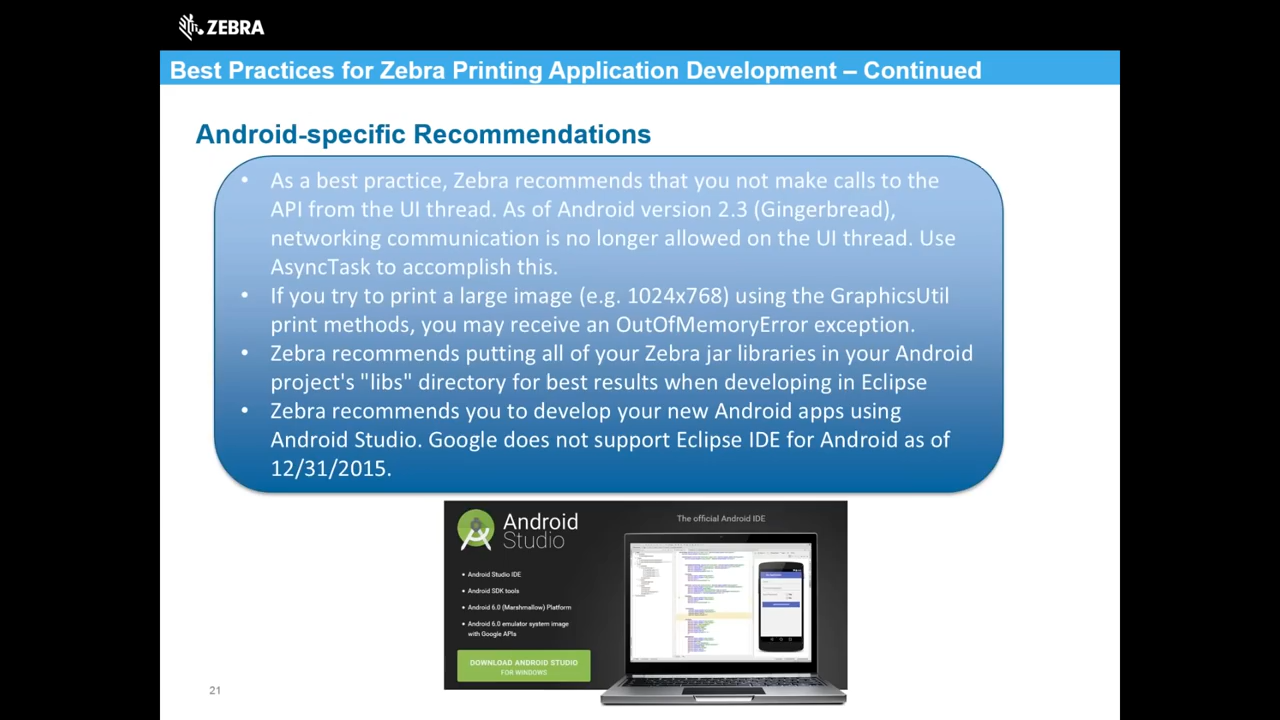 ZEBRA
Best Practices for Zebra Printing Application Development – Continued
Android-specific Recommendations
• As a best practice, Zebra recommends that you not make calls to the
API from the UI thread. As of Android version 2.3 (Gingerbread),
networking communication is no longer allowed on the UI thread. Use
AsyncTask to accomplish this.
• If you try to print a large image (e.g. 1024x768) using the GraphicsUtil
print methods, you may receive an OutOfMemoryError exception.
• Zebra recommends putting all of your Zebra jar libraries in your Android
project's "libs" directory for best results when developing in Eclipse
• Zebra recommends you to develop your new Android apps using
Android Studio. Google does not support Eclipse IDE for Android as of
12/31/2015.
Android
Studio
The official Android IDE
• Android Studio IDE
• Android SDK tools
• Android 6.0 (Marshmallow) Platform
• Android 6.0 emulator system image
with Google APIs
DOWNLOAD ANDROID STUDIO
FOR WINDOWS
21